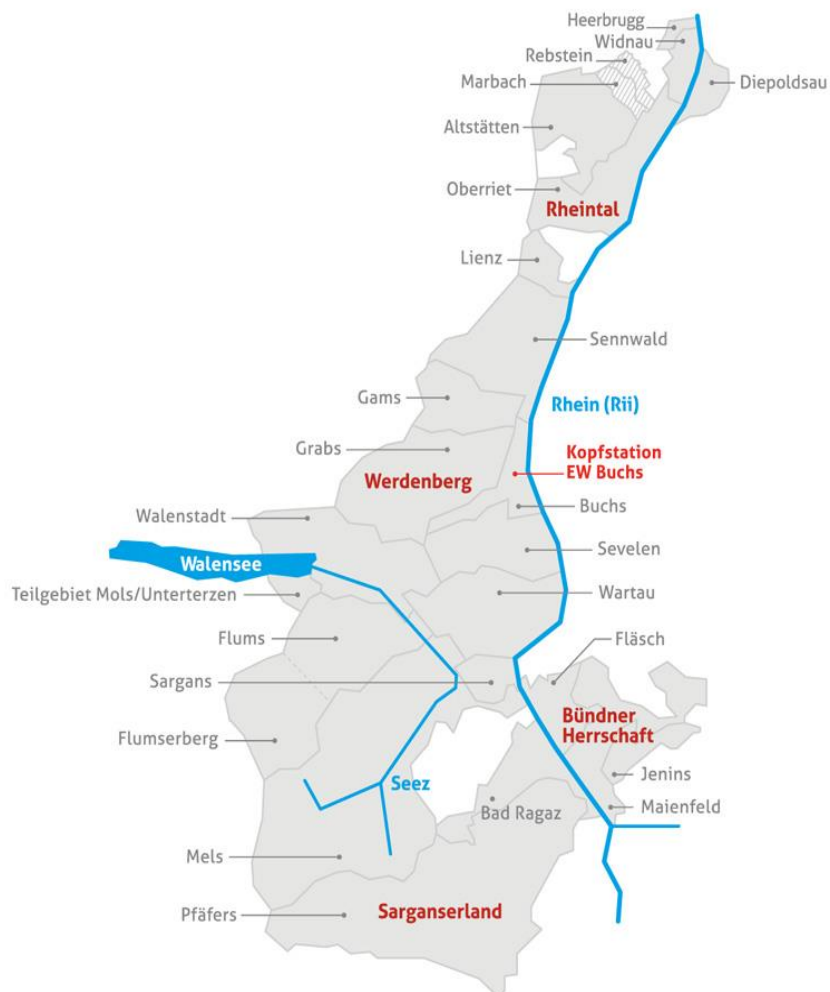 Heerbrugg
Widnau
Rebstein
Marbach
Diepoldsau
Altstätten
Oberriet
Rheintal
Lienz
Sennwald
Gams
Rhein (Rii)
Grabs
Kopfstation
EW Buchs
Werdenberg
Buchs
Walenstadt
Sevelen
Walensee
Teilgebiet Mols/Unterterzen
Wartau
Flums
Fläsch
Sargans
Bündner
Herrschaft
Flumserberg
Jenins
Seez
Maienfeld
Bad Ragaz
Mels
Pfäfers
Sarganserland